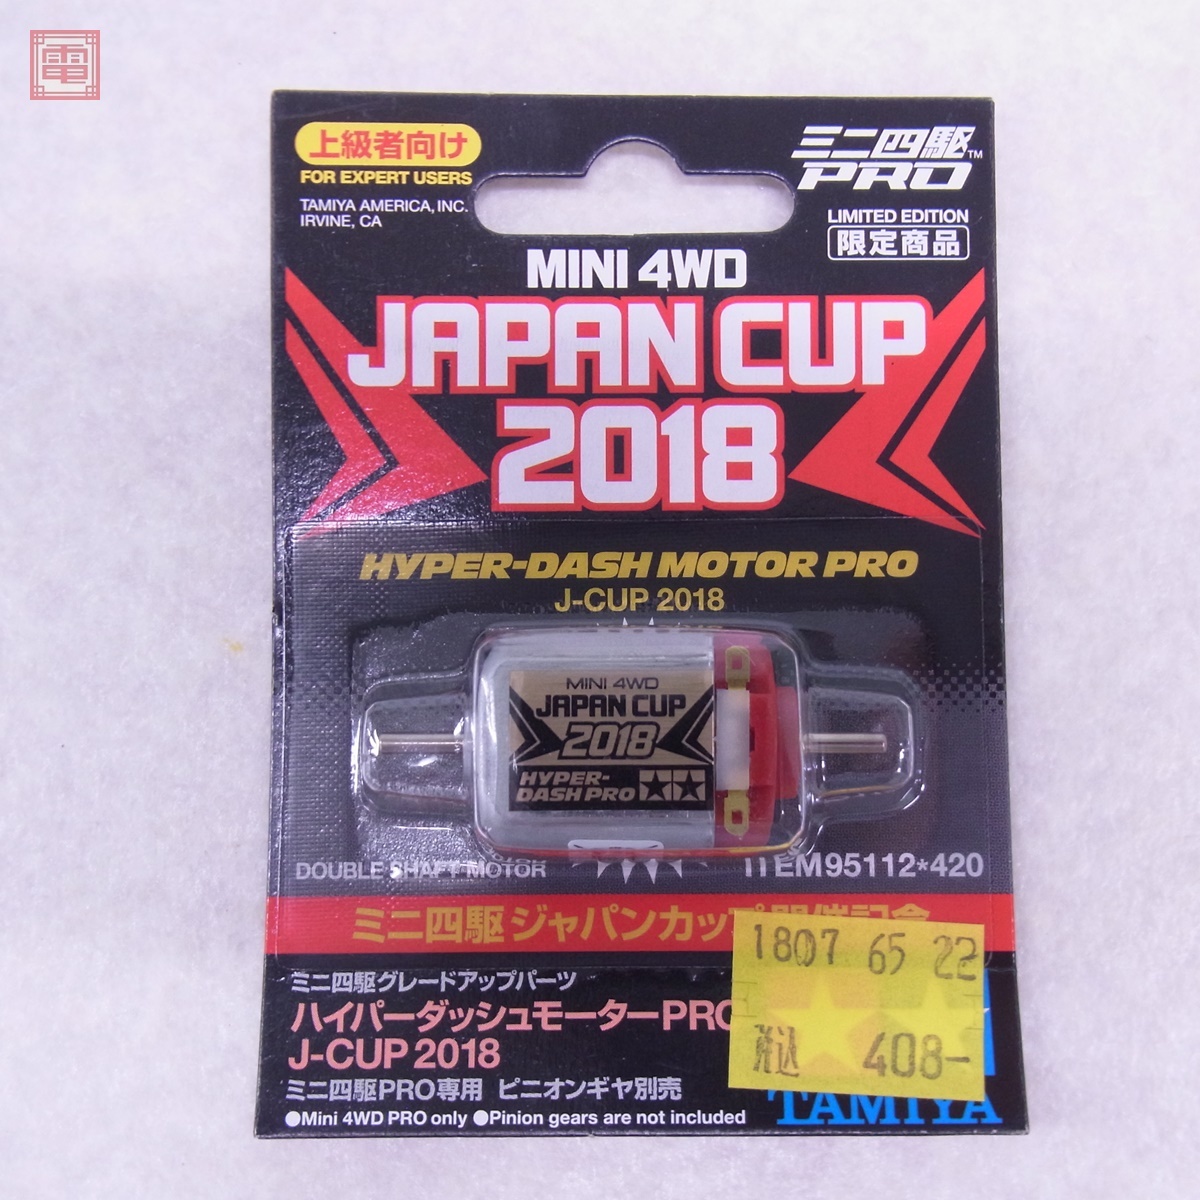 電
上級者向け
FOR EXPERT USERS
TAMIYA AMERICA, INC.
IRVINE, CA
ミニ四駆™
PRO
LIMITED EDITION
限定商品
MINI 4WD
JAPAN CUP
2018
HYPER-DASH MOTOR PRO
J-CUP 2018
MINI 4WD
JAPAN CUP
2018
HYPER-
DASH PRO
DOUBLE SHAFT MOTOR
ITEM 95112*420
ミニ四駆ジャパンカップ開催記念
1807 65 22
税込 408-
ミニ四駆グレードアップパーツ
ハイパーダッシュモーターPRO
J-CUP 2018
ミニ四駆PRO専用 ピニオンギヤ別売
●Mini 4WD PRO only ●Pinion gears are not included
TAMIYA